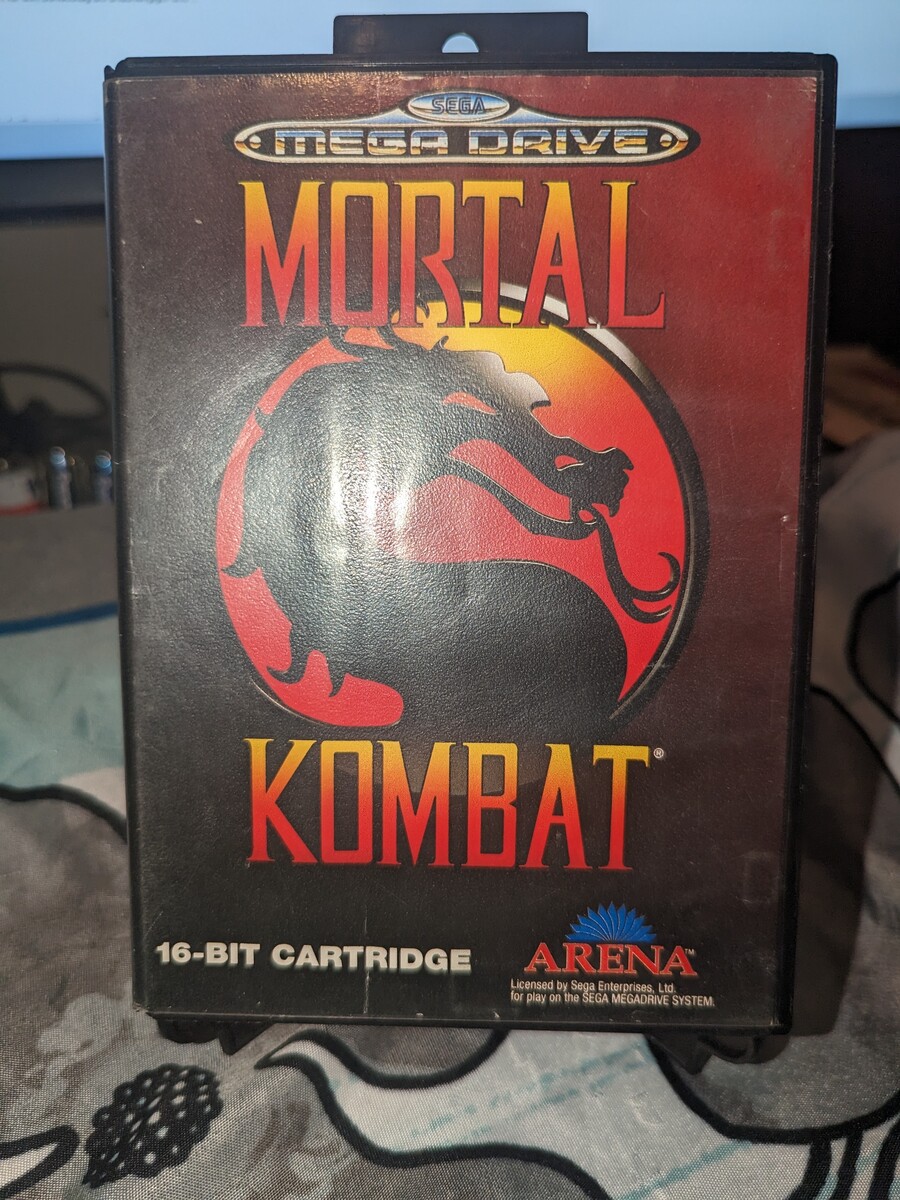 SEGA
MEGA DRIVE
MORTAL
KOMBAT®
16-BIT CARTRIDGE
ARENA™
Licensed by Sega Enterprises, Ltd.
for play on the SEGA MEGADRIVE SYSTEM.